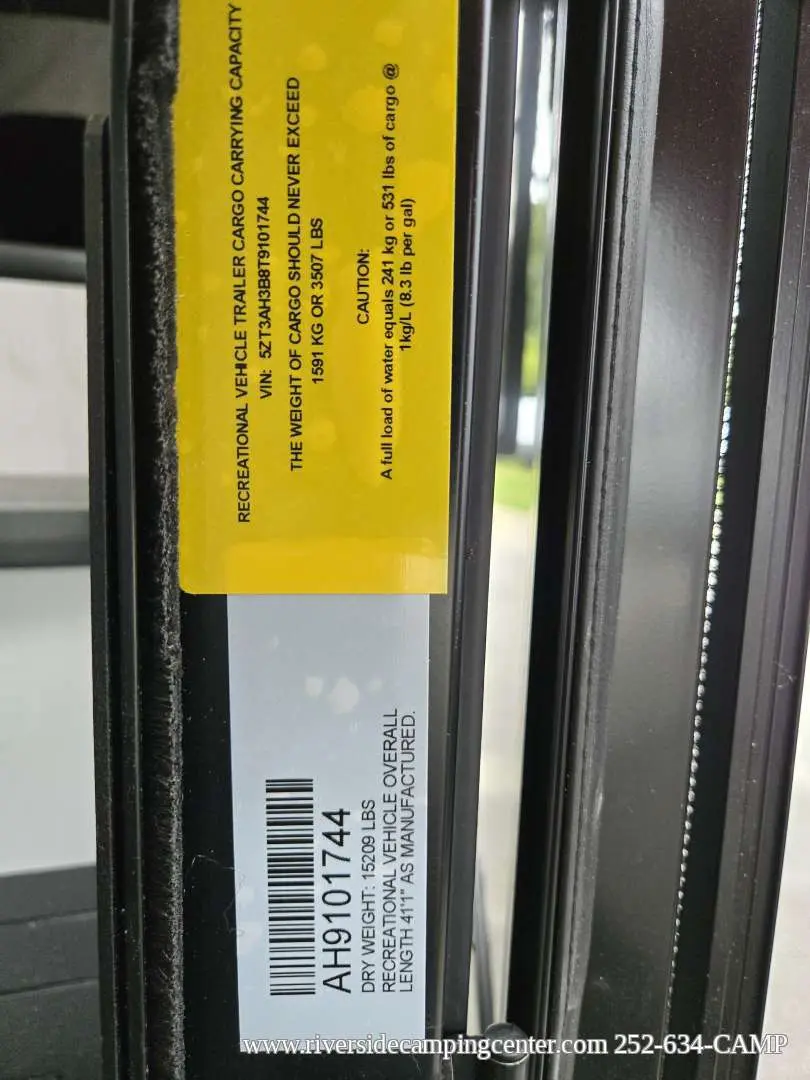 RECREATIONAL VEHICLE TRAILER CARGO CARRYING CAPACITY
VIN: 5ZT3AH3B8T9101744
THE WEIGHT OF CARGO SHOULD NEVER EXCEED
1591 KG OR 3507 LBS
CAUTION:
A full load of water equals 241 kg or 531 lbs of cargo @
1kg/L (8.3 lb per gal)
AH9101744
DRY WEIGHT: 15209 LBS
RECREATIONAL VEHICLE OVERALL
LENGTH 41'1" AS MANUFACTURED.
www.riversidecampingcenter.com 252-634-CAMP